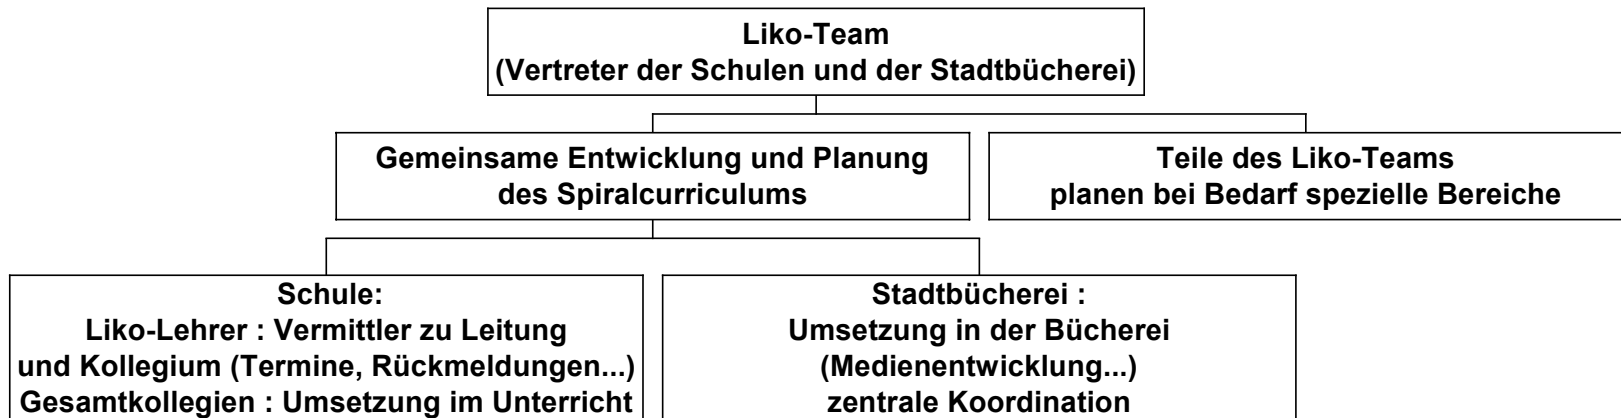 Liko-Team
(Vertreter der Schulen und der Stadtbücherei)
Gemeinsame Entwicklung und Planung
des Spiralcurriculums
Teile des Liko-Teams
planen bei Bedarf spezielle Bereiche
Schule:
Liko-Lehrer : Vermittler zu Leitung
und Kollegium (Termine, Rückmeldungen...)
Gesamtkollegien : Umsetzung im Unterricht
Stadtbücherei :
Umsetzung in der Bücherei
(Medienentwicklung...)
zentrale Koordination